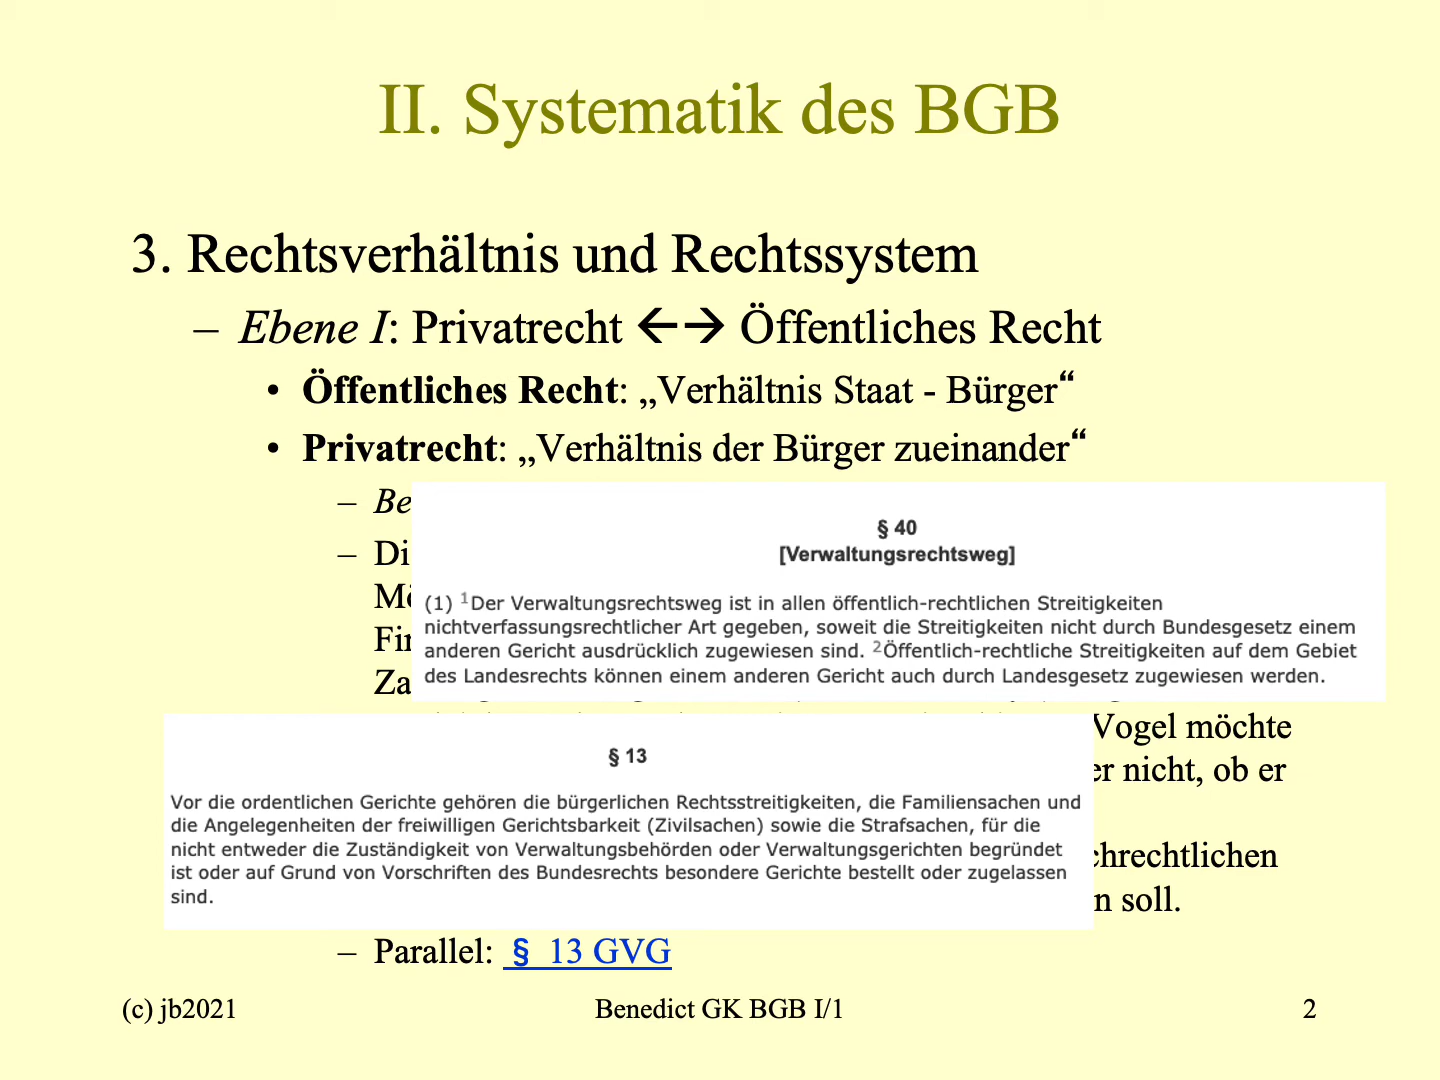 II. Systematik des BGB
3. Rechtsverhältnis und Rechtssystem
– Ebene I: Privatrecht ←→ Öffentliches Recht
• Öffentliches Recht: „Verhältnis Staat - Bürger“
• Privatrecht: „Verhältnis der Bürger zueinander“
– Be
§ 40
– Di
[Verwaltungsrechtsweg]
(1) 1Der Verwaltungsrechtsweg ist in allen öffentlich-rechtlichen Streitigkeiten
nichtverfassungsrechtlicher Art gegeben, soweit die Streitigkeiten nicht durch Bundesgesetz einem
anderen Gericht ausdrücklich zugewiesen sind. 2Öffentlich-rechtliche Streitigkeiten auf dem Gebiet
Za
des Landesrechts können einem anderen Gericht auch durch Landesgesetz zugewiesen werden.
Vogel möchte
§ 13
er nicht, ob er
Vor die ordentlichen Gerichte gehören die bürgerlichen Rechtsstreitigkeiten, die Familiensachen und
die Angelegenheiten der freiwilligen Gerichtsbarkeit (Zivilsachen) sowie die Strafsachen, für die
nicht entweder die Zuständigkeit von Verwaltungsbehörden oder Verwaltungsgerichten begründet
chrechtlichen
ist oder auf Grund von Vorschriften des Bundesrechts besondere Gerichte bestellt oder zugelassen
sind.
n soll.
– Parallel: § 13 GVG
(c) jb2021
Benedict GK BGB I/1
2